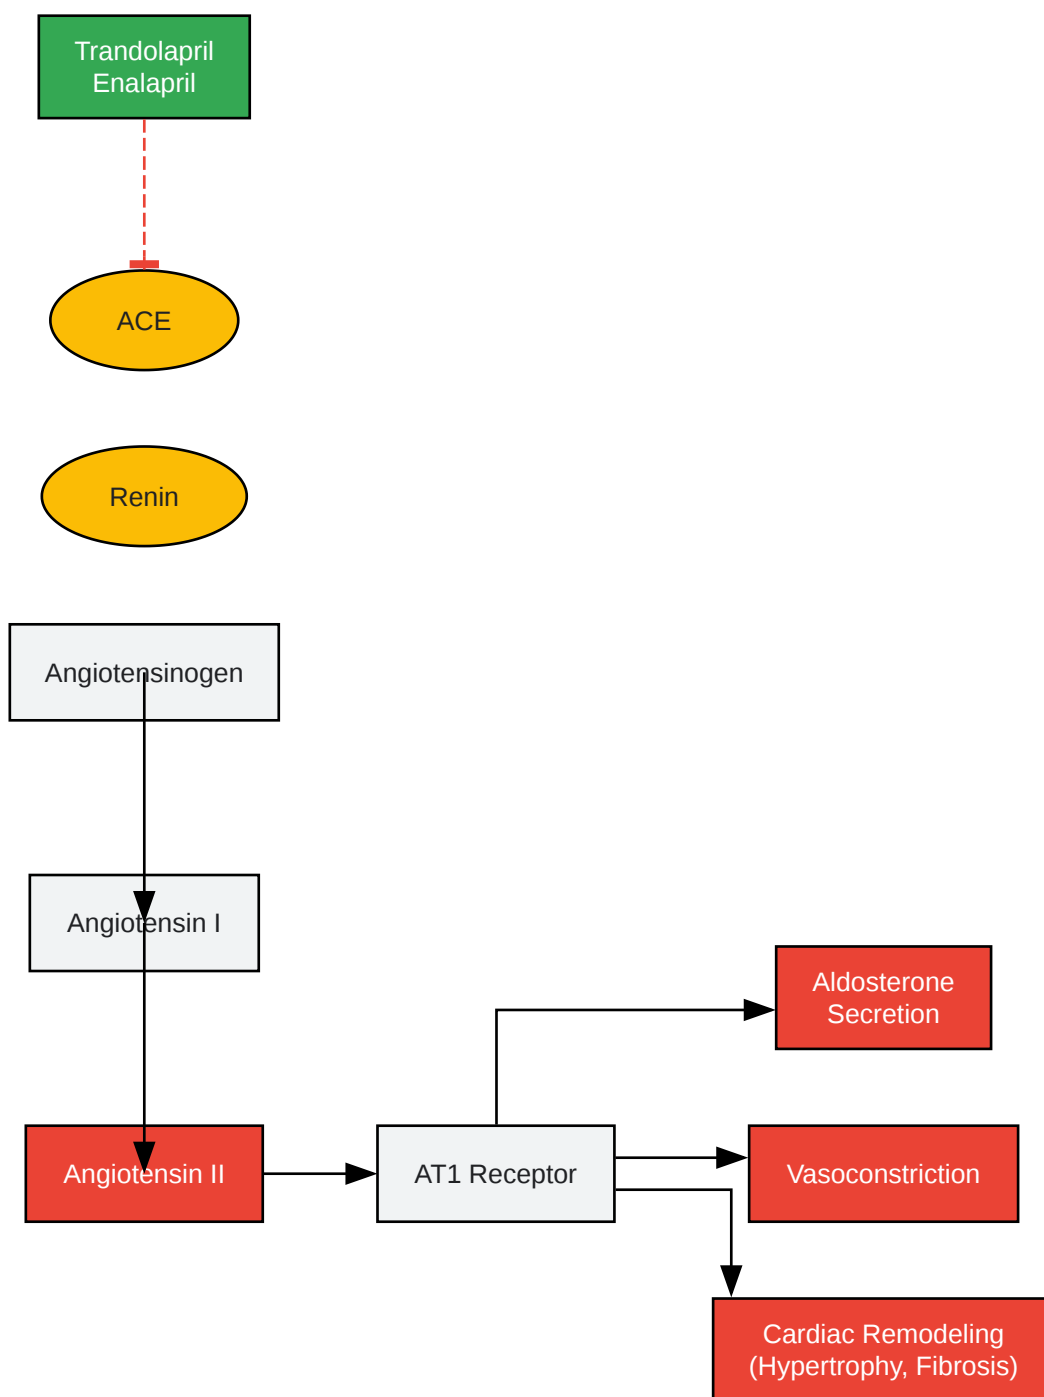 Trandolapril
Enalapril
ACE
Renin
Angiotensinogen
Angiotensin I
Aldosterone
Secretion
Angiotensin II
AT1 Receptor
Vasoconstriction
Cardiac Remodeling
(Hypertrophy, Fibrosis)